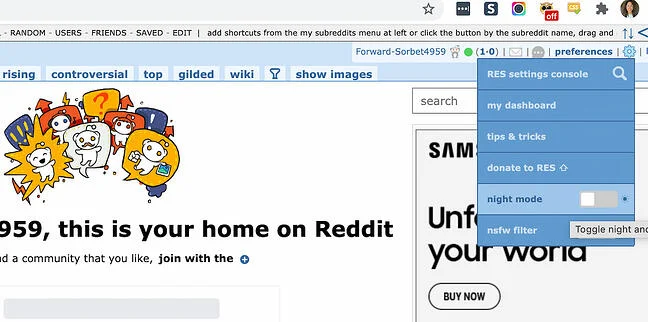 off
- RANDOM - USERS - FRIENDS - SAVED - EDIT | add shortcuts from the my subreddits menu at left or click the button by the subreddit name, drag and
Forward-Sorbet4959 (1·0) | | | preferences |
rising controversial top gilded wiki show images
RES settings console
search
my dashboard
tips & tricks
donate to RES
night mode
nsfw filter
Toggle night and
959, this is your home on Reddit
d a community that you like, join with the
SAMS
Unf
your world
BUY NOW